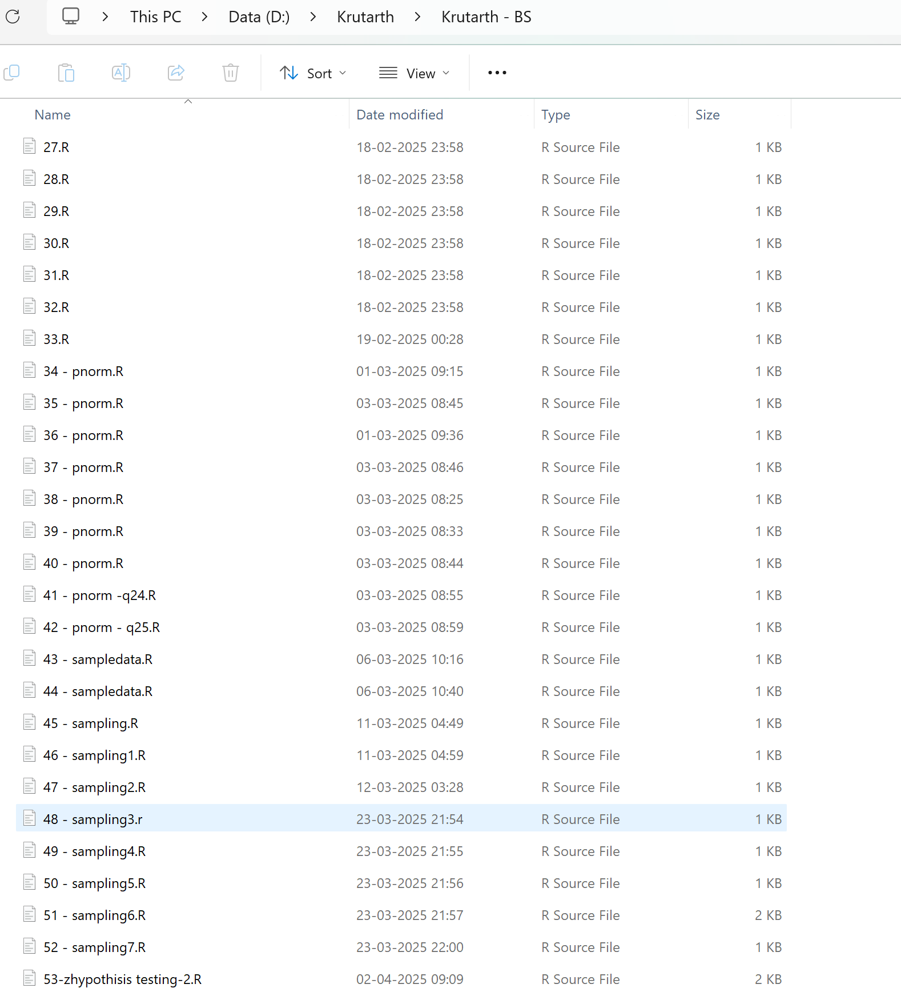 This PC > Data (D:) > Krutarth > Krutarth - BS
Sort View
Name Date modified Type Size
27.R 18-02-2025 23:58 R Source File 1 KB
28.R 18-02-2025 23:58 R Source File 1 KB
29.R 18-02-2025 23:58 R Source File 1 KB
30.R 18-02-2025 23:58 R Source File 1 KB
31.R 18-02-2025 23:58 R Source File 1 KB
32.R 18-02-2025 23:58 R Source File 1 KB
33.R 19-02-2025 00:28 R Source File 1 KB
34 - pnorm.R 01-03-2025 09:15 R Source File 1 KB
35 - pnorm.R 03-03-2025 08:45 R Source File 1 KB
36 - pnorm.R 01-03-2025 09:36 R Source File 1 KB
37 - pnorm.R 03-03-2025 08:46 R Source File 1 KB
38 - pnorm.R 03-03-2025 08:25 R Source File 1 KB
39 - pnorm.R 03-03-2025 08:33 R Source File 1 KB
40 - pnorm.R 03-03-2025 08:44 R Source File 1 KB
41 - pnorm -q24.R 03-03-2025 08:55 R Source File 1 KB
42 - pnorm - q25.R 03-03-2025 08:59 R Source File 1 KB
43 - sampledata.R 06-03-2025 10:16 R Source File 1 KB
44 - sampledata.R 06-03-2025 10:40 R Source File 1 KB
45 - sampling.R 11-03-2025 04:49 R Source File 1 KB
46 - sampling1.R 11-03-2025 04:59 R Source File 1 KB
47 - sampling2.R 12-03-2025 03:28 R Source File 1 KB
48 - sampling3.r 23-03-2025 21:54 R Source File 1 KB
49 - sampling4.R 23-03-2025 21:55 R Source File 1 KB
50 - sampling5.R 23-03-2025 21:56 R Source File 1 KB
51 - sampling6.R 23-03-2025 21:57 R Source File 2 KB
52 - sampling7.R 23-03-2025 22:00 R Source File 1 KB
53-zhypothisis testing-2.R 02-04-2025 09:09 R Source File 2 KB